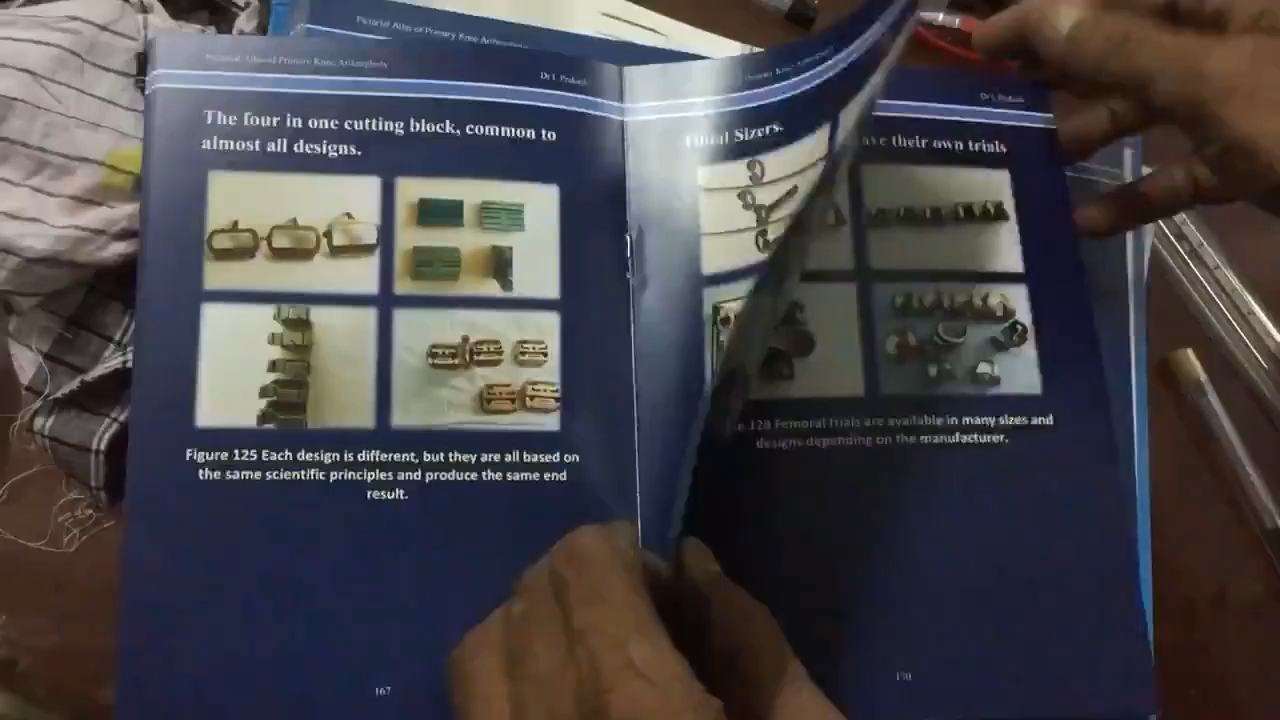 Pictorial Atlas of Primary Knee Arthroplasty
Pictorial Atlas of Primary Knee Arthroplasty
Dr L Prakash
The four in one cutting block, common to
almost all designs.
Figure 125 Each design is different, but they are all based on
the same scientific principles and produce the same end
result.
167
Primary Knee
Sizers.
Dr L Prakash
their own trials
Femoral trials are available in many sizes and
designs depending on the manufacturer.